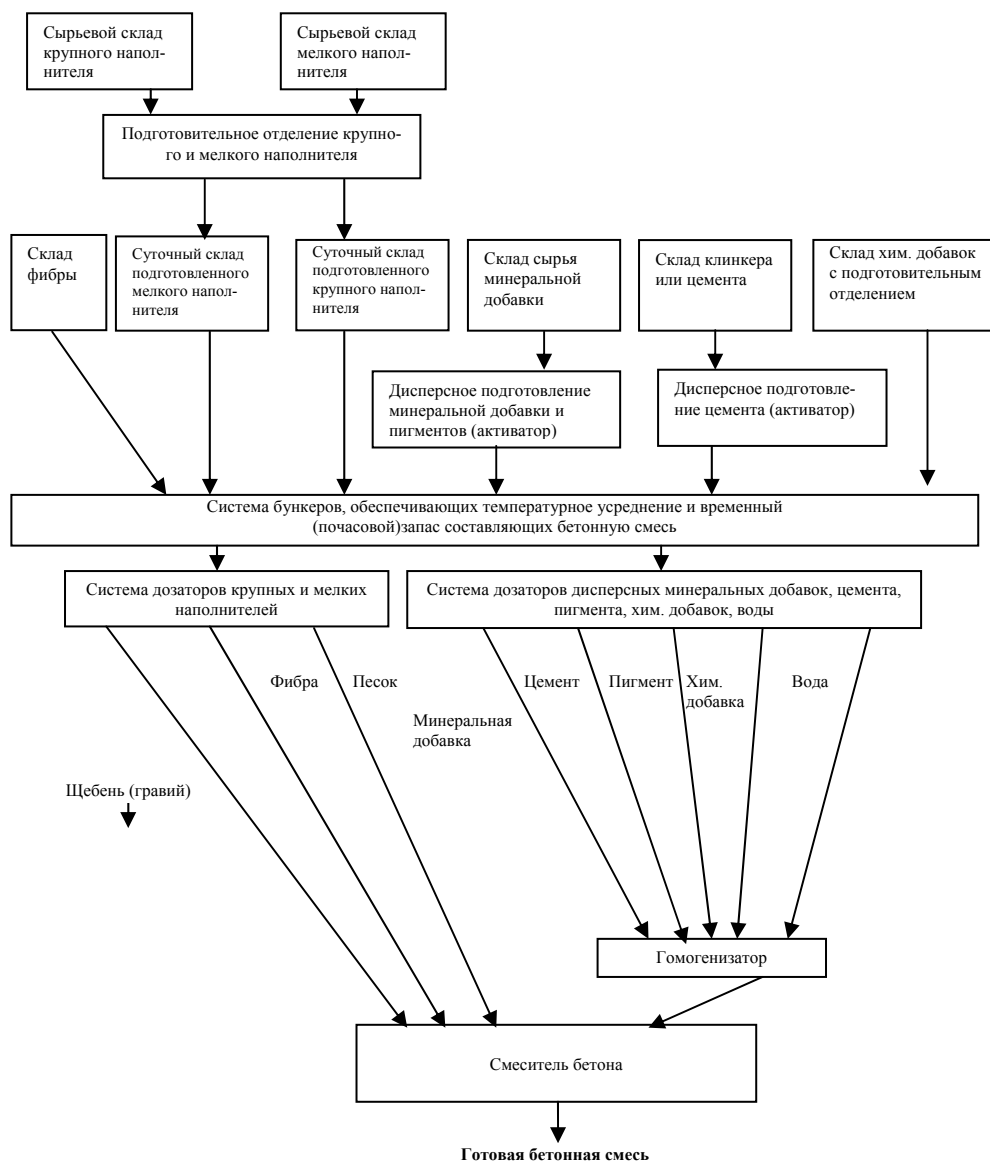 Сырьевой склад
крупного напол-
нителя
Сырьевой склад
мелкого напол-
нителя
Подготовительное отделение крупно-
го и мелкого наполнителя
Склад
фибры
Суточный склад
подготовленного
мелкого напол-
нителя
Суточный склад
подготовленного
крупного напол-
нителя
Склад сырья
минеральной
добавки
Склад клинкера
или цемента
Склад хим. добавок
с подготовительным
отделением
Дисперсное подготовление
минеральной добавки и
пигментов (активатор)
Дисперсное подготовле-
ние цемента (активатор)
Система бункеров, обеспечивающих температурное усреднение и временный
(почасовой)запас составляющих бетонную смесь
Система дозаторов крупных и мелких
наполнителей
Система дозаторов дисперсных минеральных добавок, цемента,
пигмента, хим. добавок, воды
Фибра
Песок
Цемент
Пигмент
Хим.
добавка
Вода
Минеральная
добавка
Щебень (гравий)
Гомогенизатор
Смеситель бетона
Готовая бетонная смесь